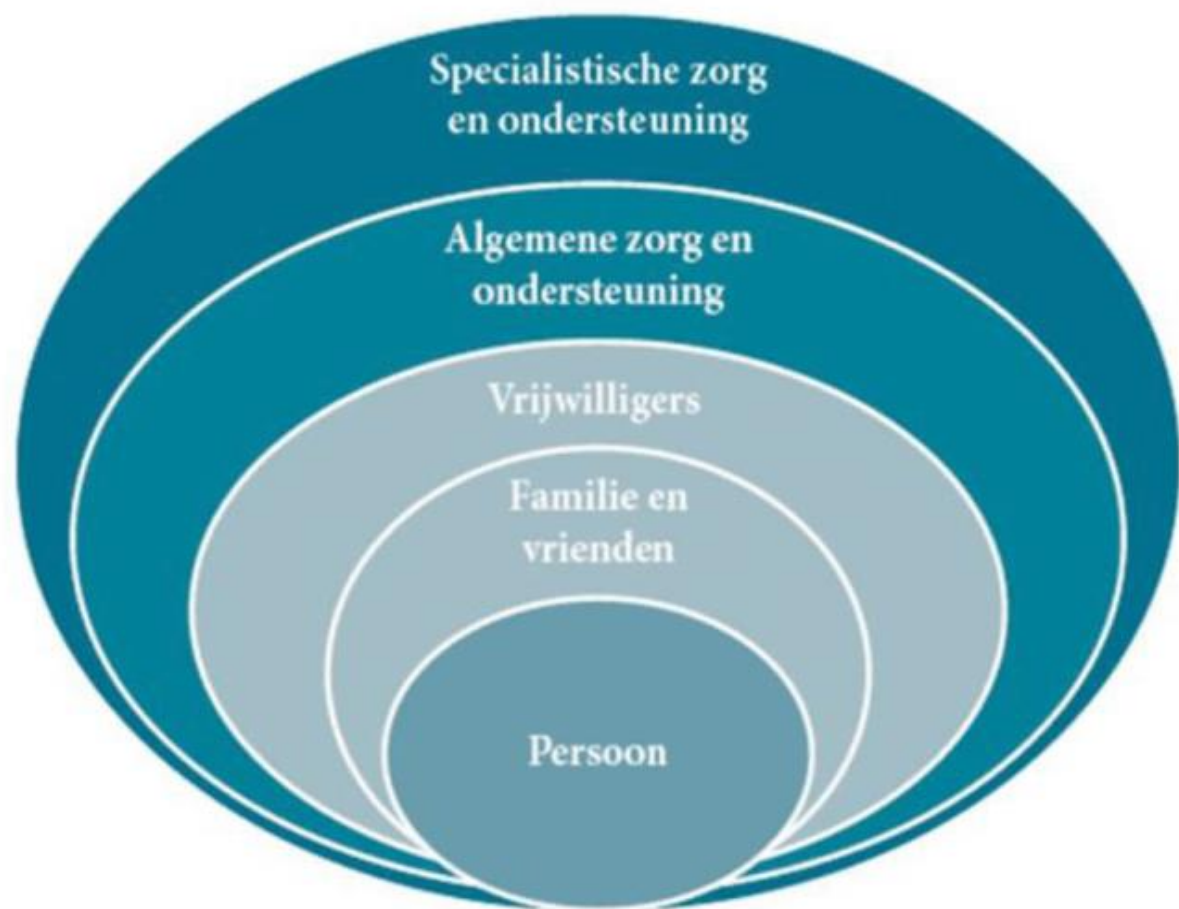 Specialistische zorg
en ondersteuning
Algemene zorg en
ondersteuning
Vrijwilligers
Familie en
vrienden
Persoon